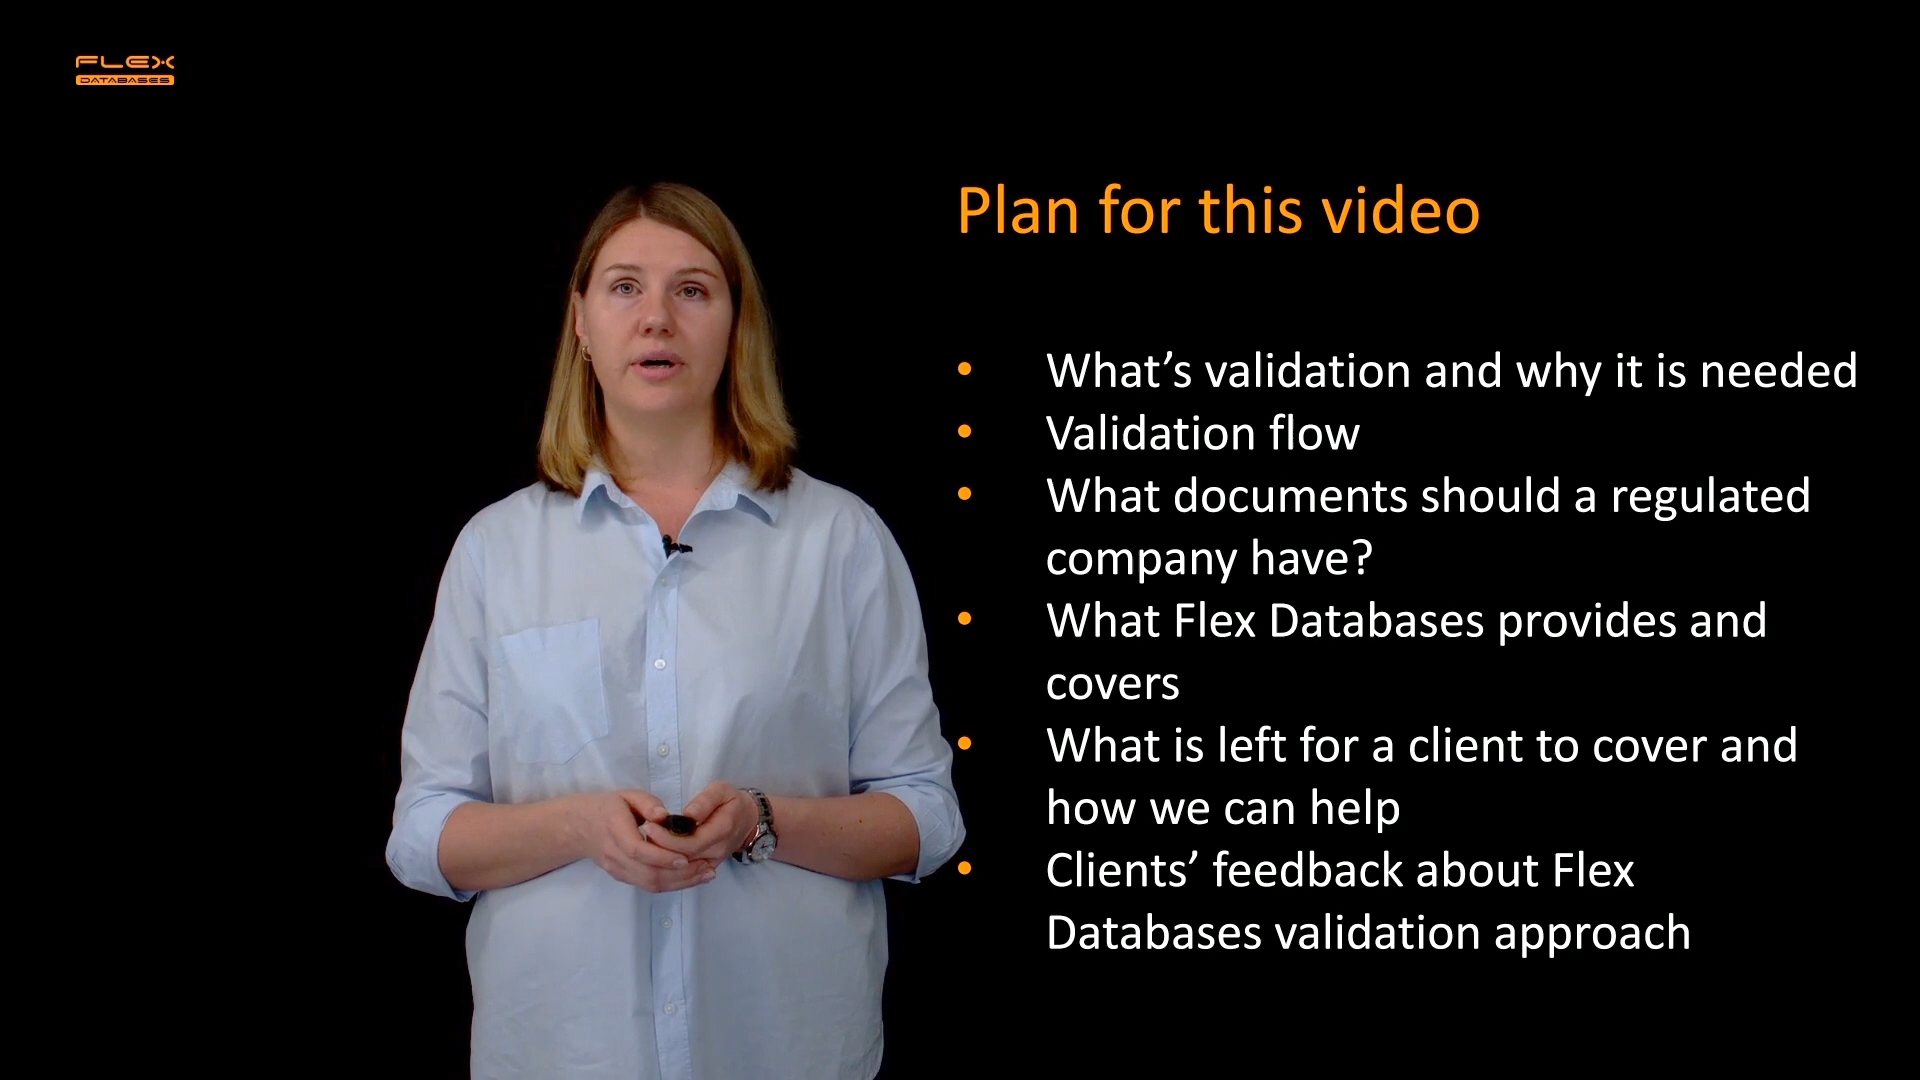 FLEX
DATABASES
Plan for this video
• What’s validation and why it is needed
• Validation flow
• What documents should a regulated
company have?
• What Flex Databases provides and
covers
• What is left for a client to cover and
how we can help
• Clients’ feedback about Flex
Databases validation approach